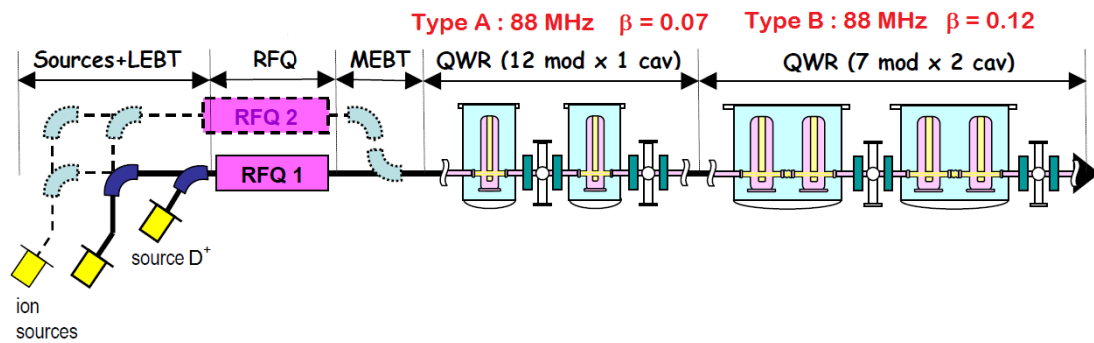 Type A : 88 MHz β = 0.07
Type B : 88 MHz β = 0.12
Sources+LEBT
RFQ
MEBT
QWR (12 mod x 1 cav)
QWR (7 mod x 2 cav)
RFQ 2
RFQ 1
source D⁺
ion
sources